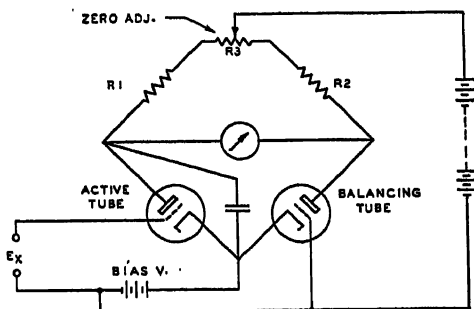 ZERO ADJ.
R3
R1
R2
ACTIVE
TUBE
BALANCING
TUBE
EX
BIAS V.